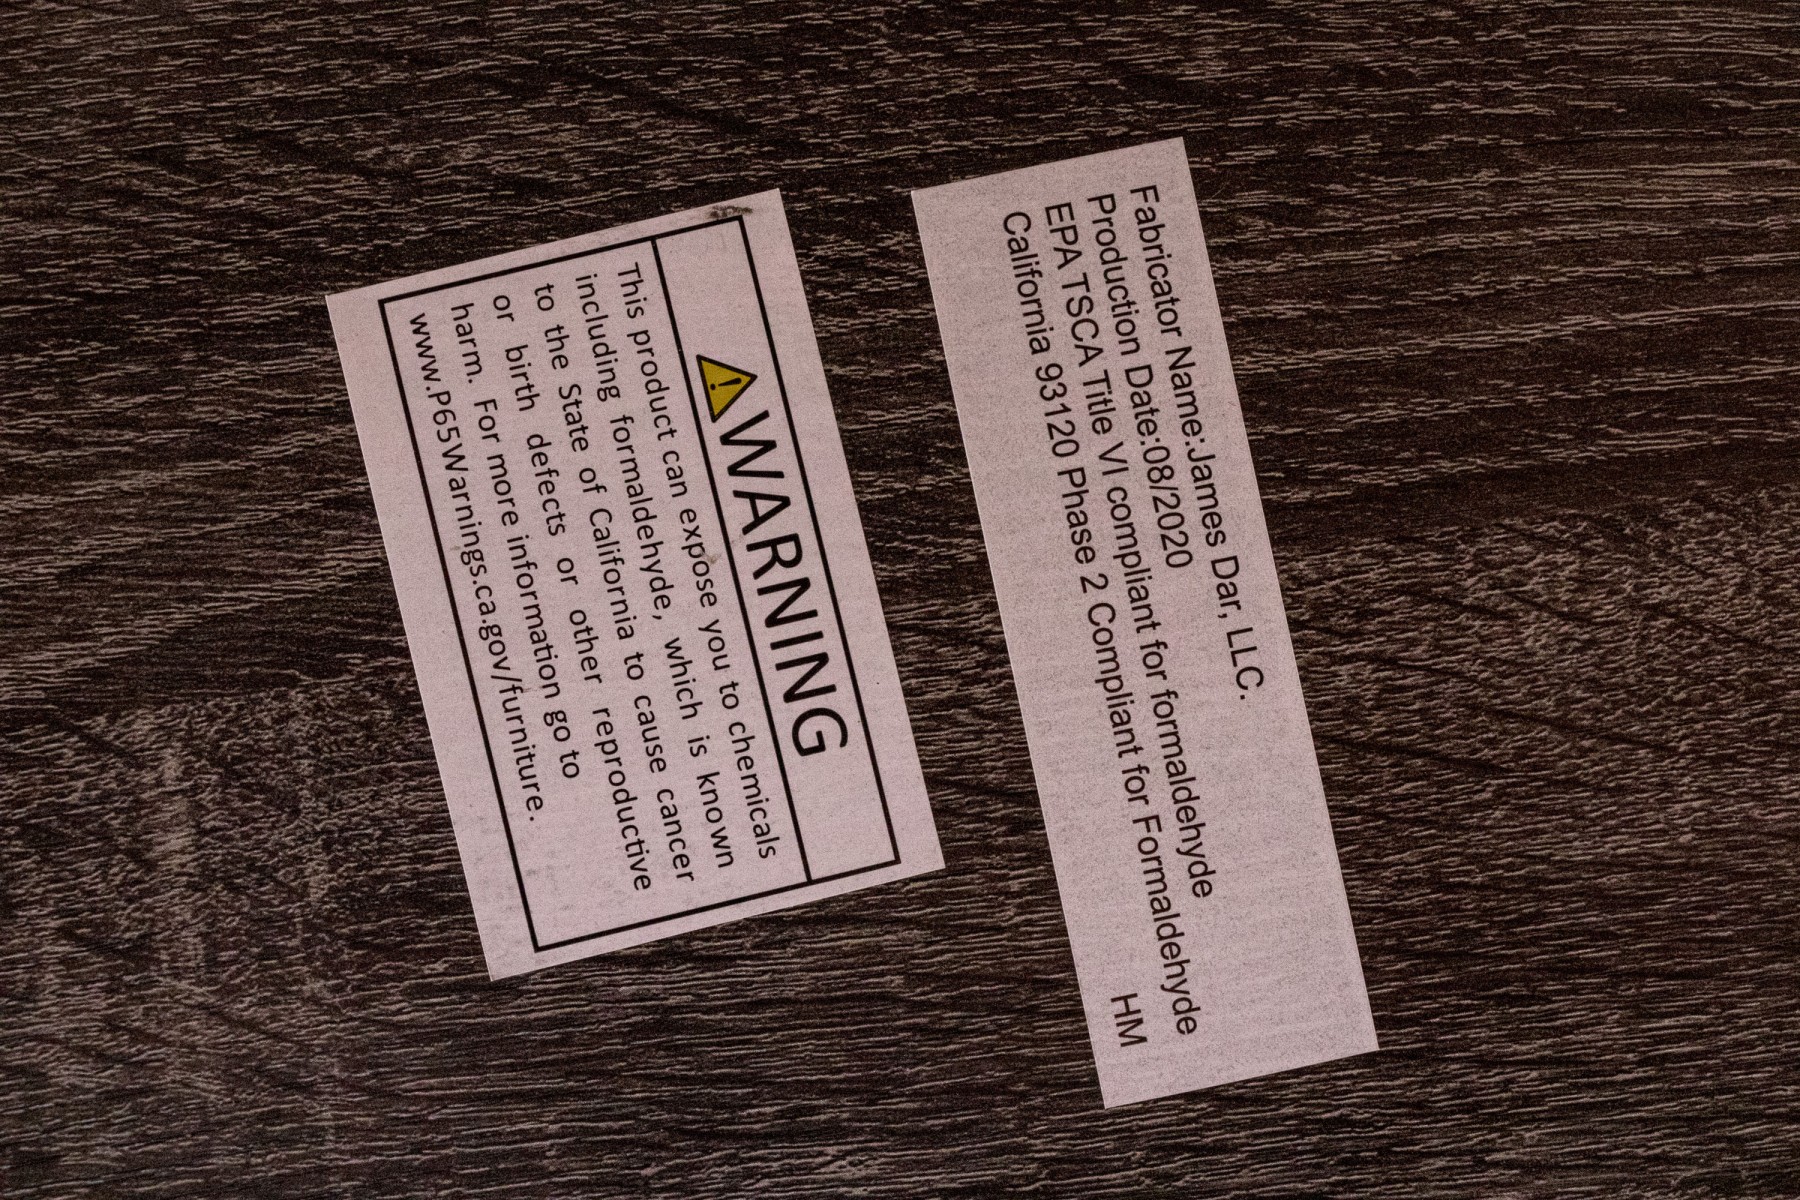 WARNING
This product can expose you to chemicals
including formaldehyde, which is known
to the State of California to cause cancer
or birth defects or other reproductive
harm. For more information go to
www.P65Warnings.ca.gov/furniture.
Fabricator Name:James Dar, LLC.
Production Date:08/2020
EPA TSCA Title VI compliant for formaldehyde
California 93120 Phase 2 Compliant for Formaldehyde
HM